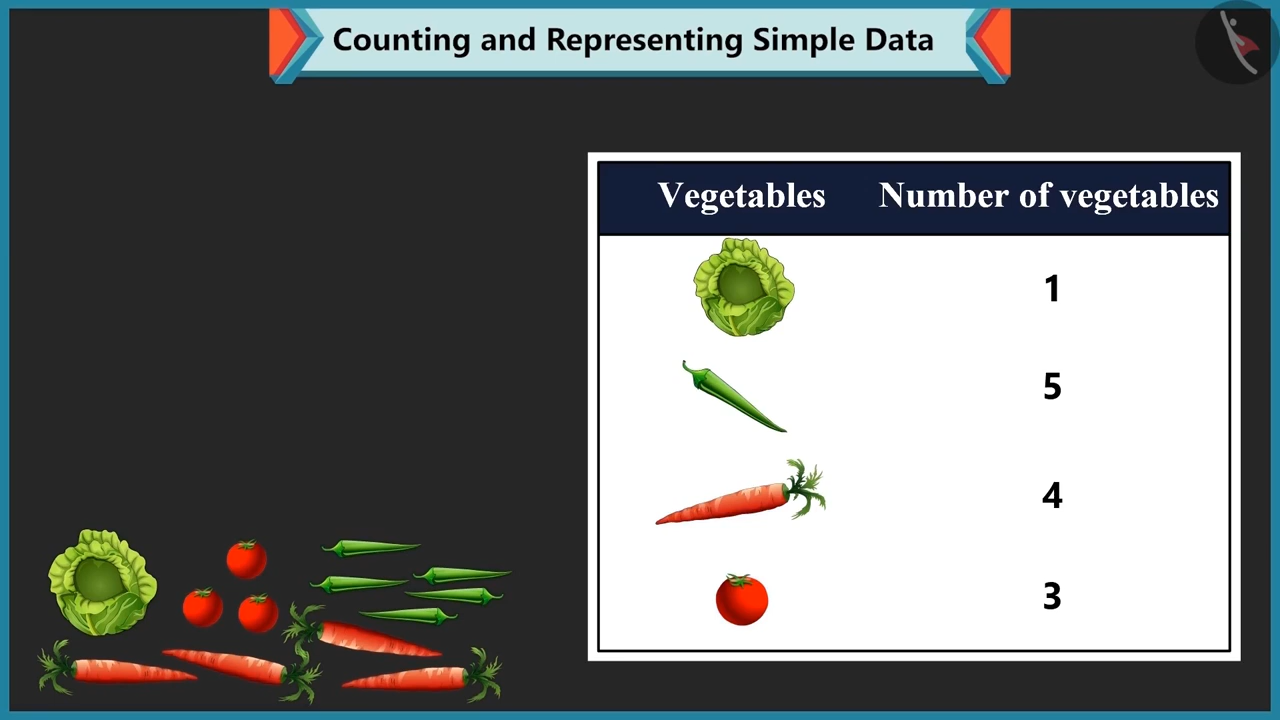 Counting and Representing Simple Data
Vegetables Number of vegetables
1
5
4
3